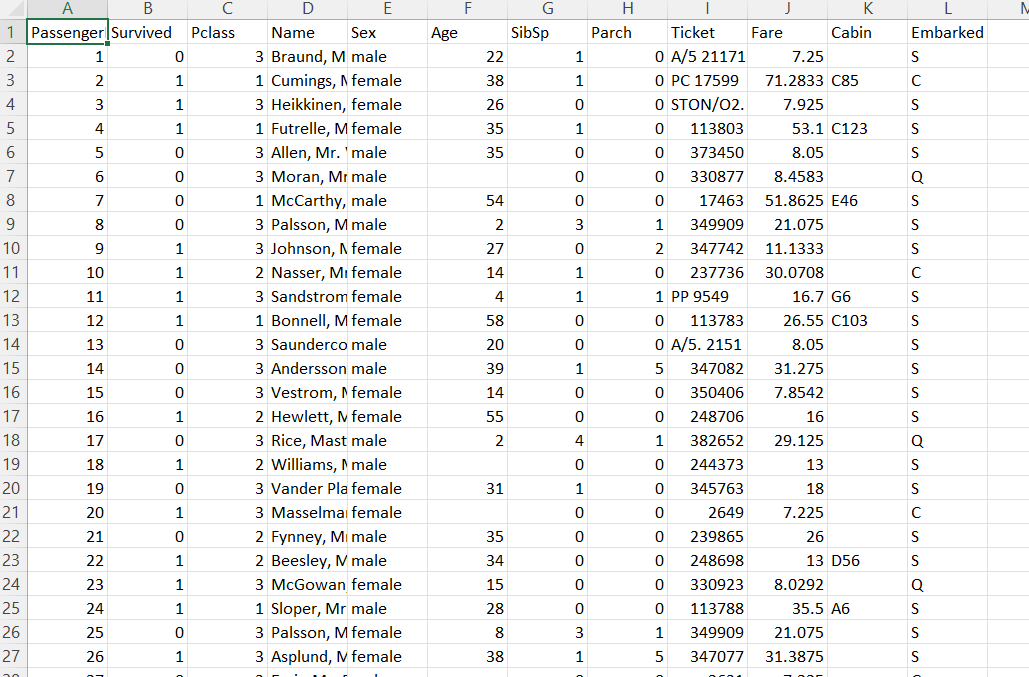 A B C D E F G H I J K L
1 Passenger Survived Pclass Name Sex Age SibSp Parch Ticket Fare Cabin Embarked
2 1 0 3 Braund, M male 22 1 0 A/5 21171 7.25 S
3 2 1 1 Cumings, female 38 1 0 PC 17599 71.2833 C85 C
4 3 1 3 Heikkinen, female 26 0 0 STON/O2. 7.925 S
5 4 1 1 Futrelle, M female 35 1 0 113803 53.1 C123 S
6 5 0 3 Allen, Mr. male 35 0 0 373450 8.05 S
7 6 0 3 Moran, Mr male 0 0 330877 8.4583 Q
8 7 0 1 McCarthy, male 54 0 0 17463 51.8625 E46 S
9 8 0 3 Palsson, M male 2 3 1 349909 21.075 S
10 9 1 3 Johnson, female 27 0 2 347742 11.1333 S
11 10 1 2 Nasser, Mr female 14 1 0 237736 30.0708 C
12 11 1 3 Sandstrom female 4 1 1 PP 9549 16.7 G6 S
13 12 1 1 Bonnell, M female 58 0 0 113783 26.55 C103 S
14 13 0 3 Saunderco male 20 0 0 A/5. 2151 8.05 S
15 14 0 3 Andersson male 39 1 5 347082 31.275 S
16 15 0 3 Vestrom, female 14 0 0 350406 7.8542 S
17 16 1 2 Hewlett, M female 55 0 0 248706 16 S
18 17 0 3 Rice, Mast male 2 4 1 382652 29.125 Q
19 18 1 2 Williams, male 0 0 244373 13 S
20 19 0 3 Vander Pla female 31 1 0 345763 18 S
21 20 1 3 Masselma female 0 0 2649 7.225 C
22 21 0 2 Fynney, M male 35 0 0 239865 26 S
23 22 1 2 Beesley, M male 34 0 0 248698 13 D56 S
24 23 1 3 McGowan, female 15 0 0 330923 8.0292 Q
25 24 1 1 Sloper, Mr male 28 0 0 113788 35.5 A6 S
26 25 0 3 Palsson, M female 8 3 1 349909 21.075 S
27 26 1 3 Asplund, M female 38 1 5 347077 31.3875 S